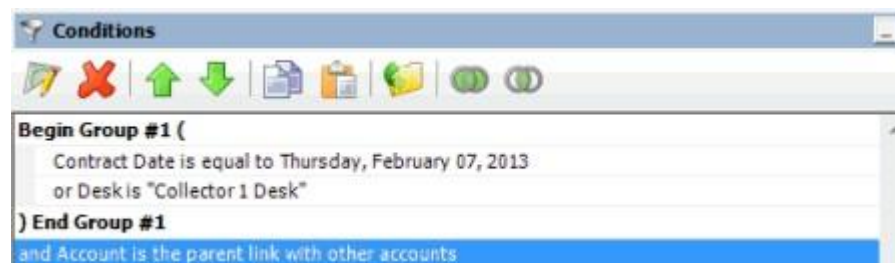 Conditions
Begin Group #1 (
Contract Date is equal to Thursday, February 07, 2013
or Desk is "Collector 1 Desk"
) End Group #1
and Account is the parent link with other accounts